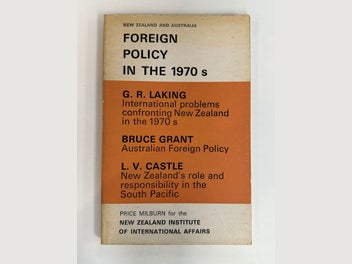 NEW ZEALAND AND AUSTRALIA
FOREIGN
POLICY
IN THE 1970 s
G. R. LAKING
International problems
confronting New Zealand
in the 1970 s
BRUCE GRANT
Australian Foreign Policy
L. V. CASTLE
New Zealand's role and
responsibility in the
South Pacific
PRICE MILBURN for the
NEW ZEALAND INSTITUTE
OF INTERNATIONAL AFFAIRS